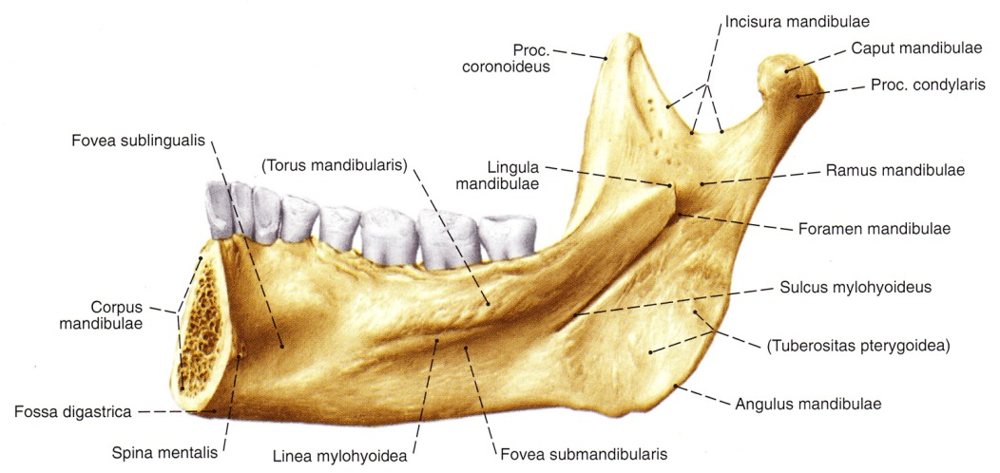 Incisura mandibulae
Proc.
coronoideus
Caput mandibulae
Proc. condylaris
Fovea sublingualis
(Torus mandibularis)
Lingula
mandibulae
Ramus mandibulae
Foramen mandibulae
Sulcus mylohyoideus
Corpus
mandibulae
(Tuberositas pterygoidea)
Angulus mandibulae
Fossa digastrica
Spina mentalis
Linea mylohyoidea
Fovea submandibularis